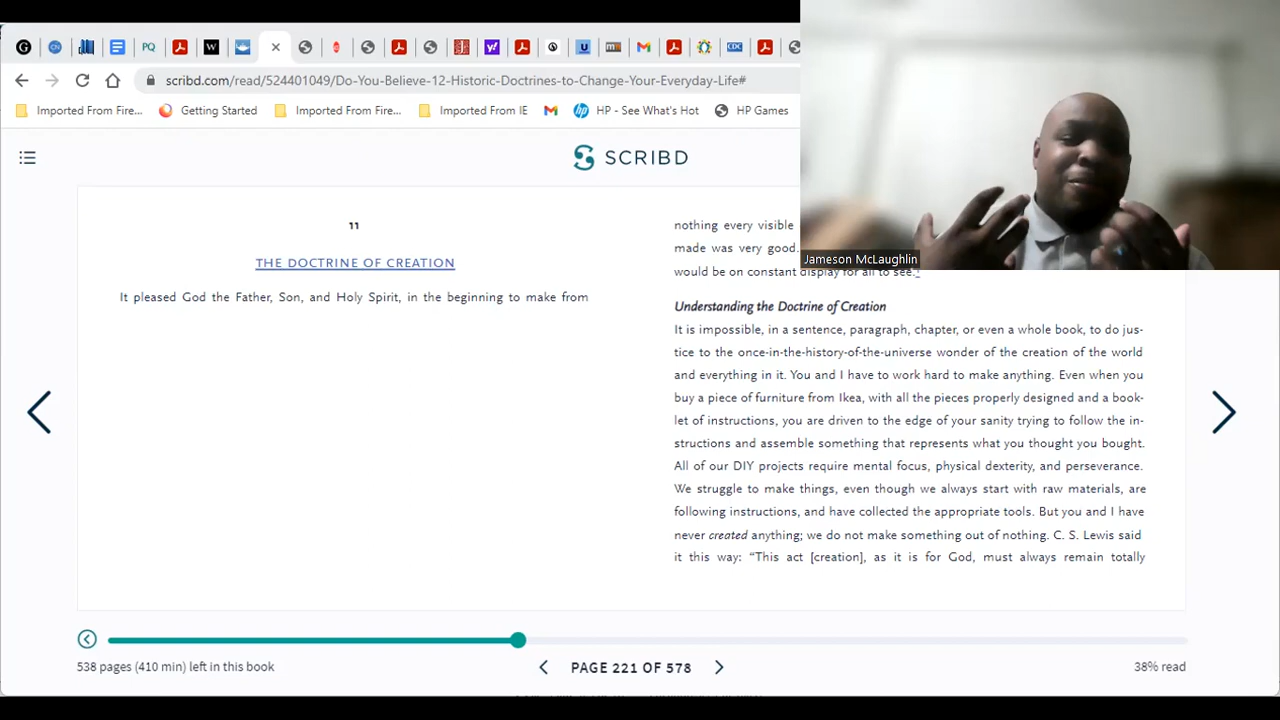 scribd.com/read/524401049/Do-You-Believe-12-Historic-Doctrines-to-Change-Your-Everyday-Life#
Imported From Fire... Getting Started Imported From Fire... Imported From IE HP - See What's Hot HP Games
SCRIBD
11
THE DOCTRINE OF CREATION
It pleased God the Father, Son, and Holy Spirit, in the beginning to make from
nothing every visible
made was very good.
would be on constant display for all to see.¹
Understanding the Doctrine of Creation
It is impossible, in a sentence, paragraph, chapter, or even a whole book, to do jus-
tice to the once-in-the-history-of-the-universe wonder of the creation of the world
and everything in it. You and I have to work hard to make anything. Even when you
buy a piece of furniture from Ikea, with all the pieces properly designed and a book-
let of instructions, you are driven to the edge of your sanity trying to follow the in-
structions and assemble something that represents what you thought you bought.
All of our DIY projects require mental focus, physical dexterity, and perseverance.
We struggle to make things, even though we always start with raw materials, are
following instructions, and have collected the appropriate tools. But you and I have
never created anything; we do not make something out of nothing. C. S. Lewis said
it this way: “This act [creation], as it is for God, must always remain totally
Jameson McLaughlin
538 pages (410 min) left in this book
PAGE 221 OF 578
38% read